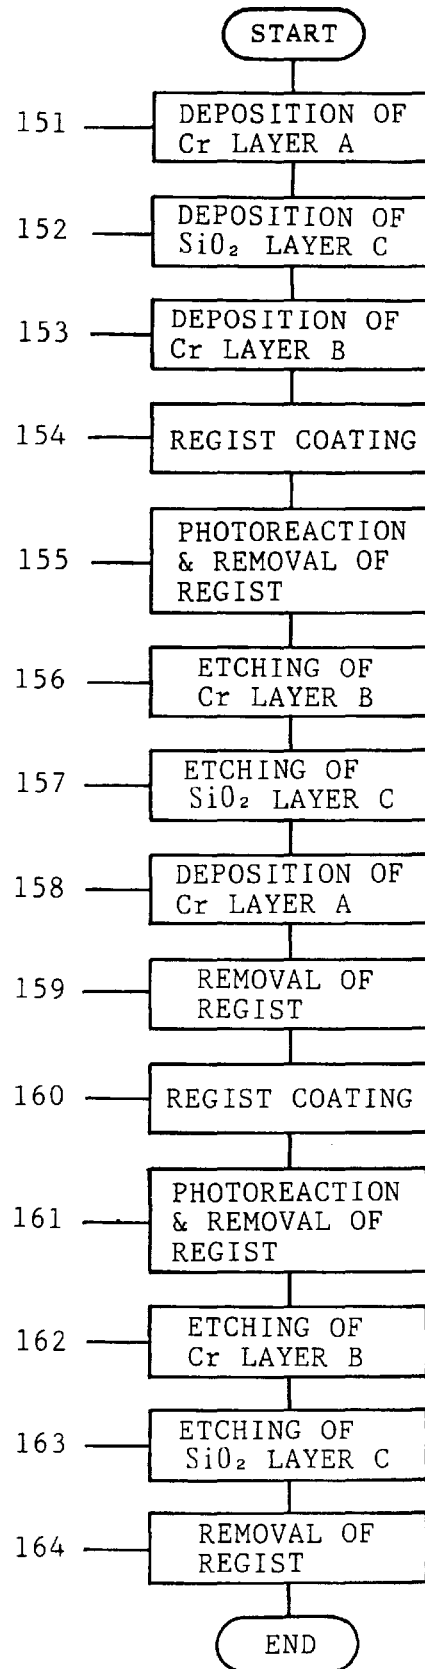 START
151
DEPOSITION OF
Cr LAYER A
152
DEPOSITION OF
SiO₂ LAYER C
153
DEPOSITION OF
Cr LAYER B
154
REGIST COATING
155
PHOTOREACTION
& REMOVAL OF
REGIST
156
ETCHING OF
Cr LAYER B
157
ETCHING OF
SiO₂ LAYER C
158
DEPOSITION OF
Cr LAYER A
159
REMOVAL OF
REGIST
160
REGIST COATING
161
PHOTOREACTION
& REMOVAL OF
REGIST
162
ETCHING OF
Cr LAYER B
163
ETCHING OF
SiO₂ LAYER C
164
REMOVAL OF
REGIST
END